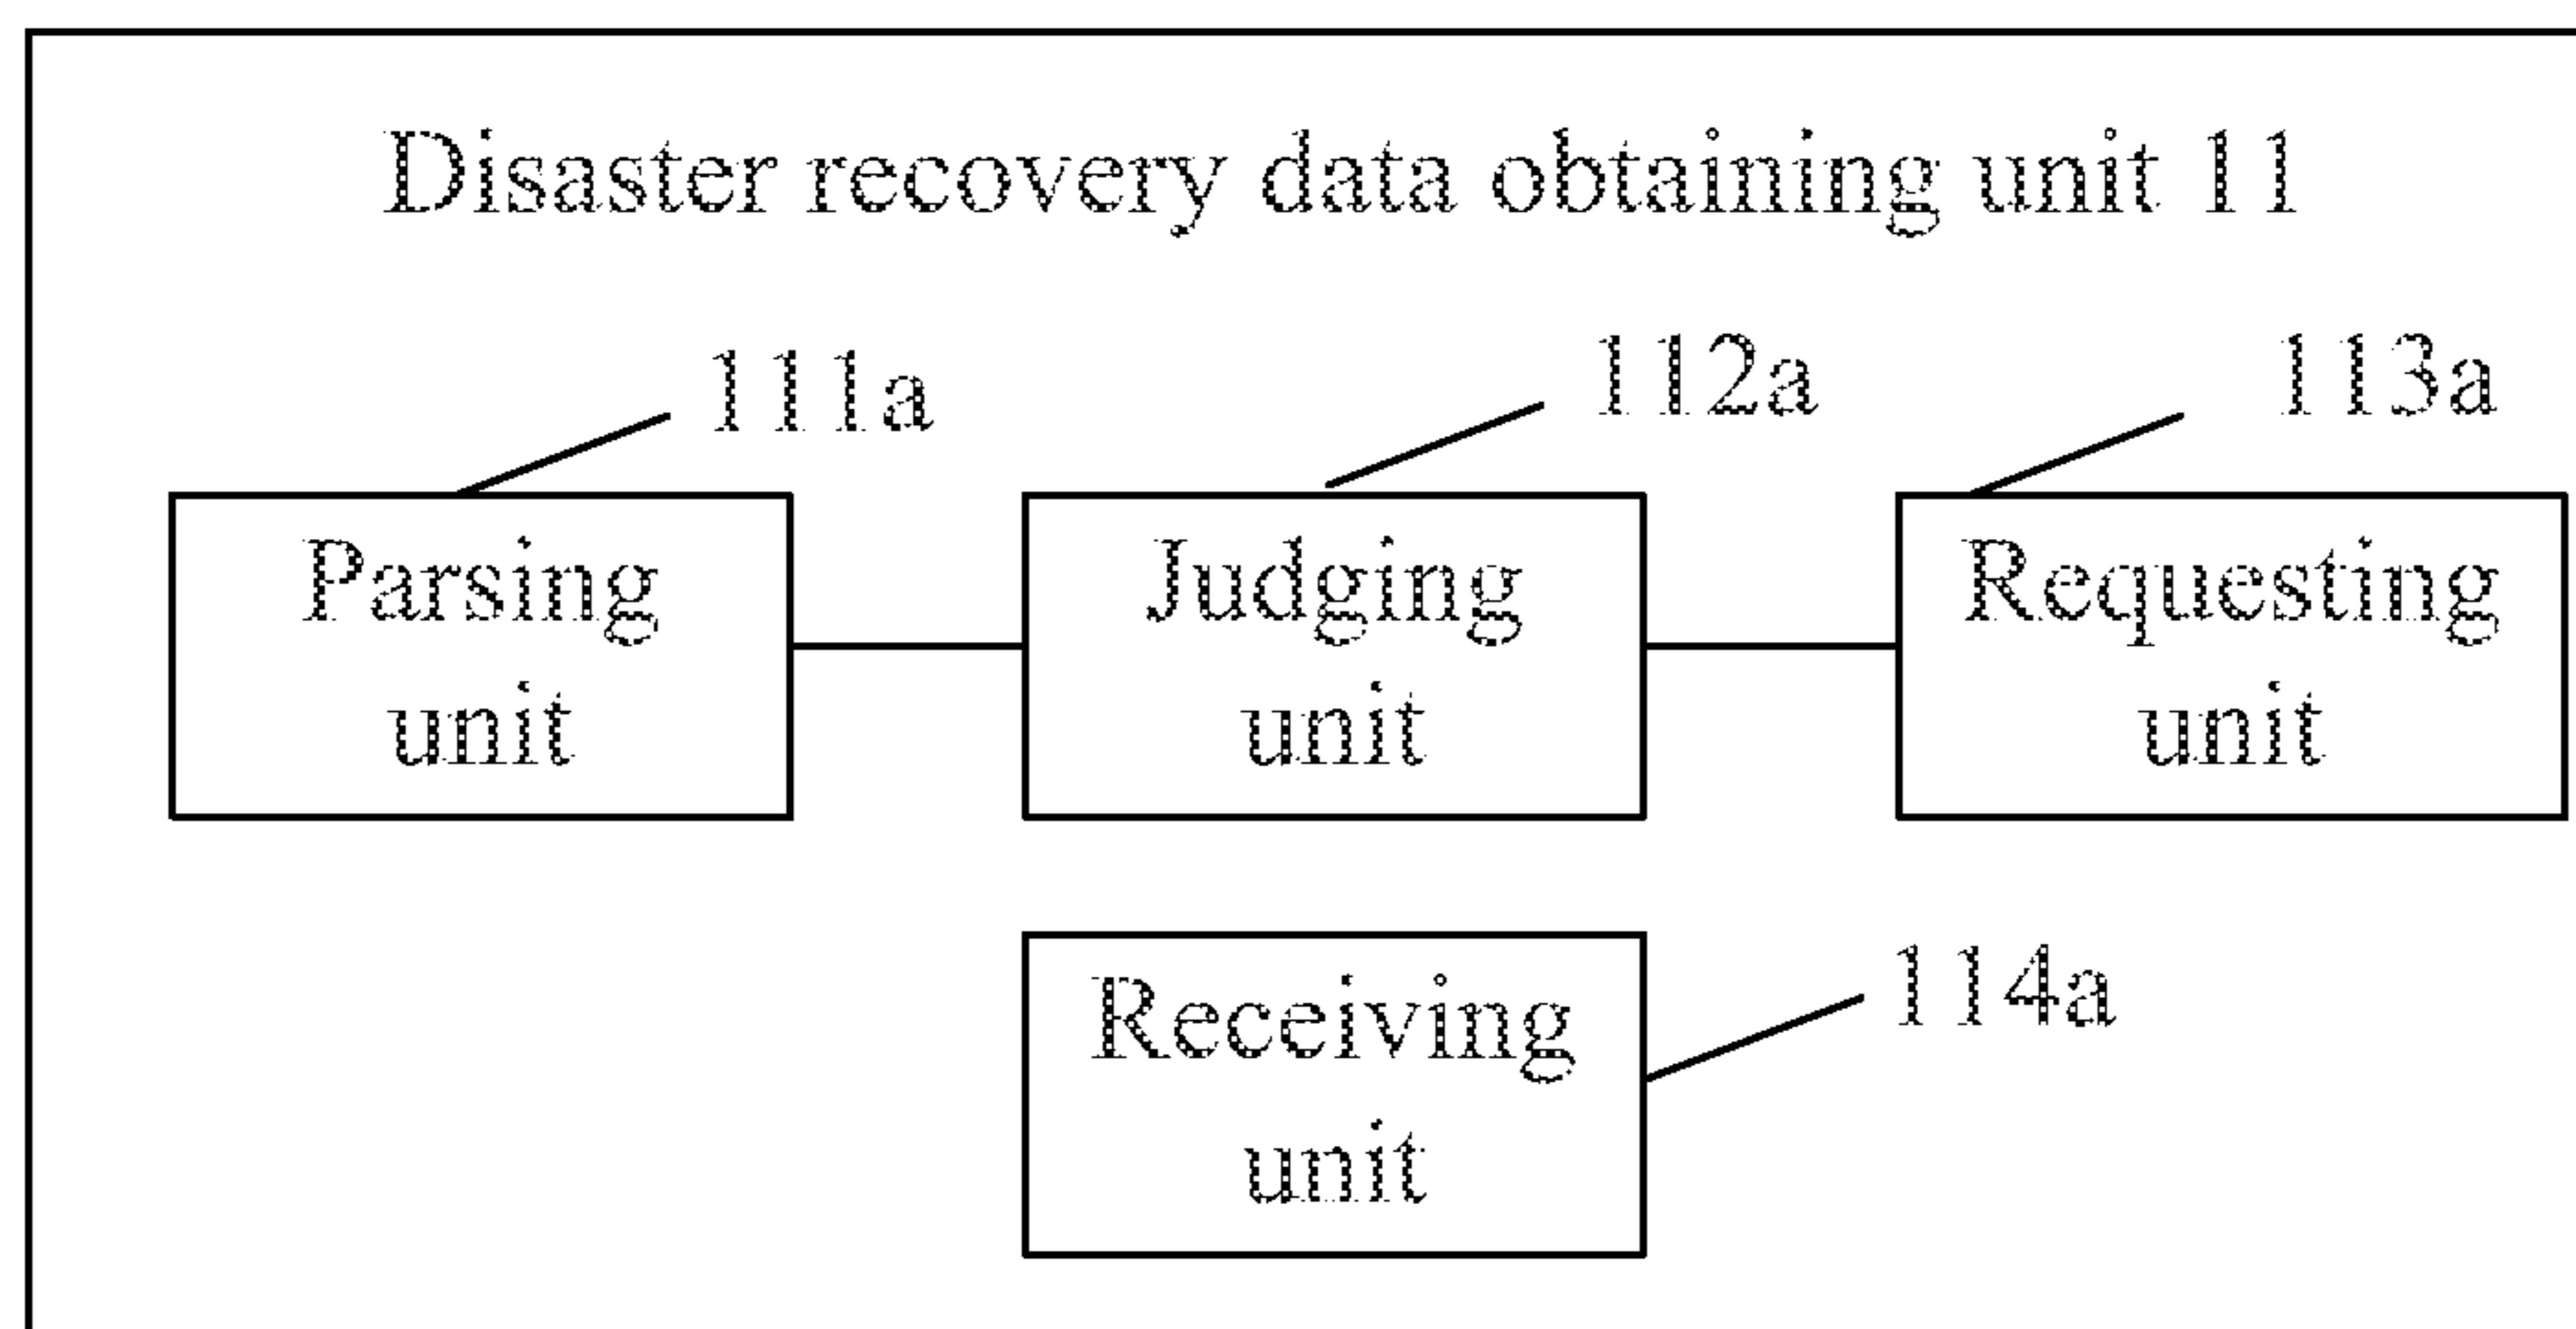 Disaster recovery data obtaining unit 11
111a
112a
113a
Parsing
unit
Judging
unit
Requesting
unit
Receiving
unit
114a